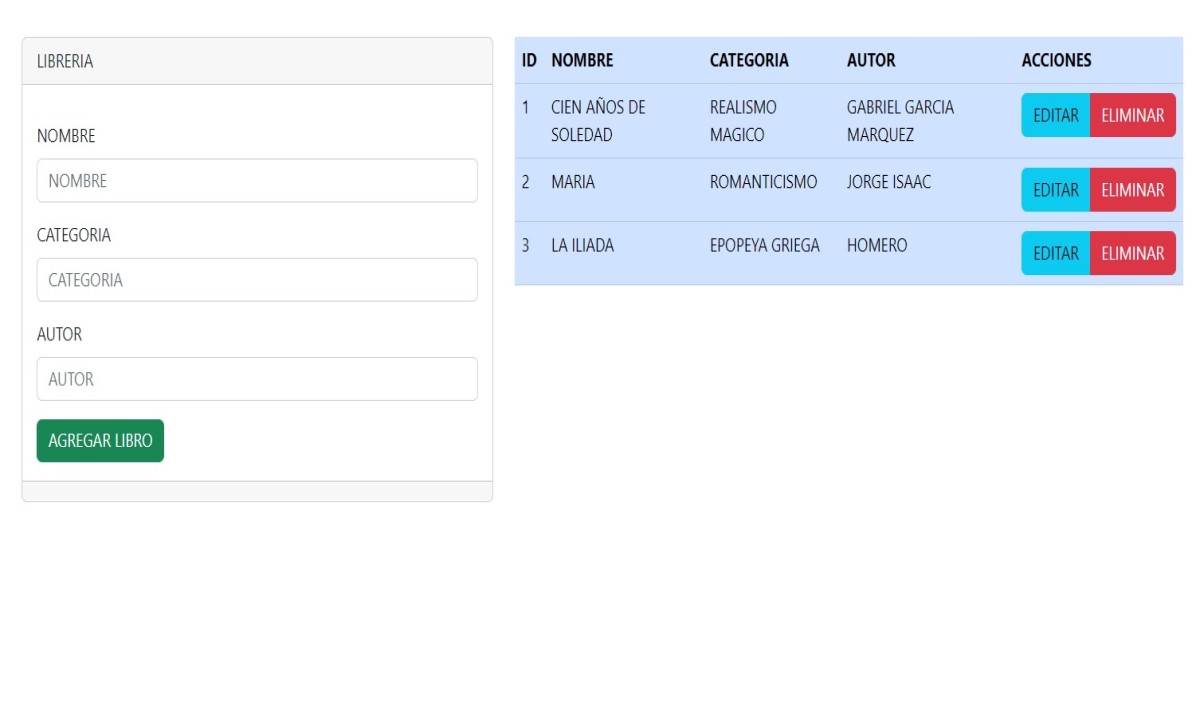 LIBRERIA
NOMBRE
NOMBRE
CATEGORIA
CATEGORIA
AUTOR
AUTOR
AGREGAR LIBRO
ID NOMBRE CATEGORIA AUTOR ACCIONES
1 CIEN AÑOS DE REALISMO GABRIEL GARCIA EDITAR ELIMINAR
SOLEDAD MAGICO MARQUEZ
2 MARIA ROMANTICISMO JORGE ISAAC EDITAR ELIMINAR
3 LA ILIADA EPOPEYA GRIEGA HOMERO EDITAR ELIMINAR